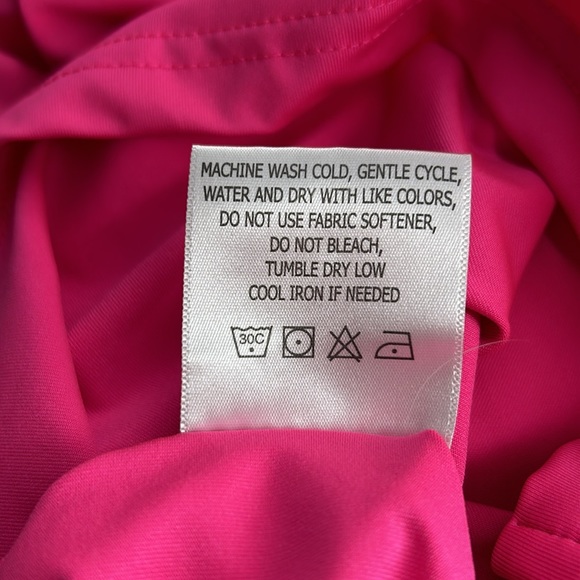 MACHINE WASH COLD, GENTLE CYCLE,
WATER AND DRY WITH LIKE COLORS,
DO NOT USE FABRIC SOFTENER,
DO NOT BLEACH,
TUMBLE DRY LOW
COOL IRON IF NEEDED
30C